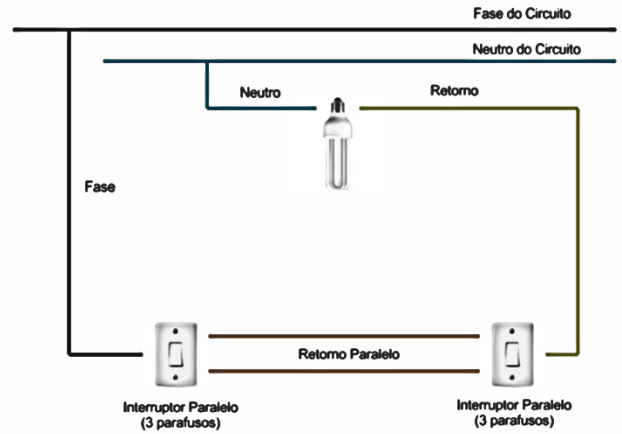 Fase do Circuito
Neutro do Circuito
Neutro
Retorno
Fase
Retorno Paralelo
Interruptor Paralelo
(3 parafusos)
Interruptor Paralelo
(3 parafusos)